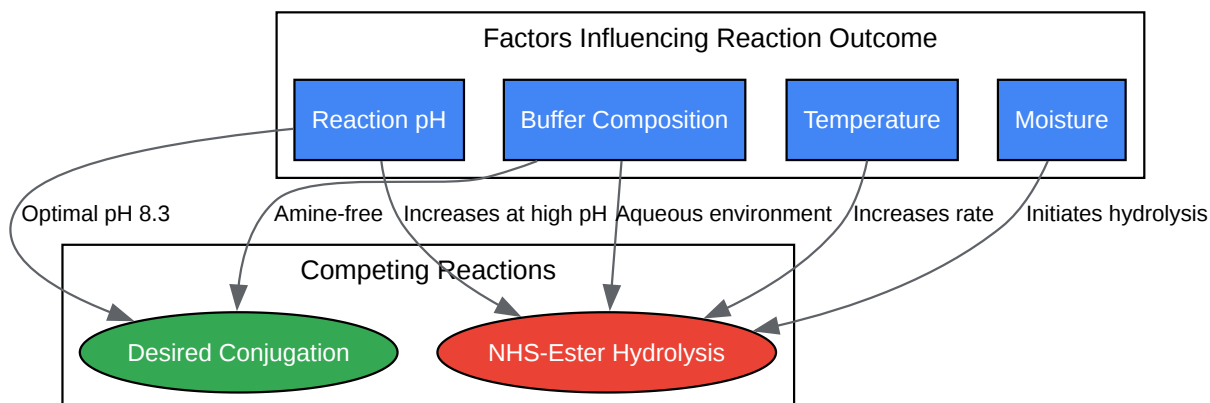 Factors Influencing Reaction Outcome
Reaction pH
Buffer Composition
Temperature
Moisture
Optimal pH 8.3
Amine-free
Increases at high pH
Aqueous environment
Increases rate
Initiates hydrolysis
Competing Reactions
Desired Conjugation
NHS-Ester Hydrolysis